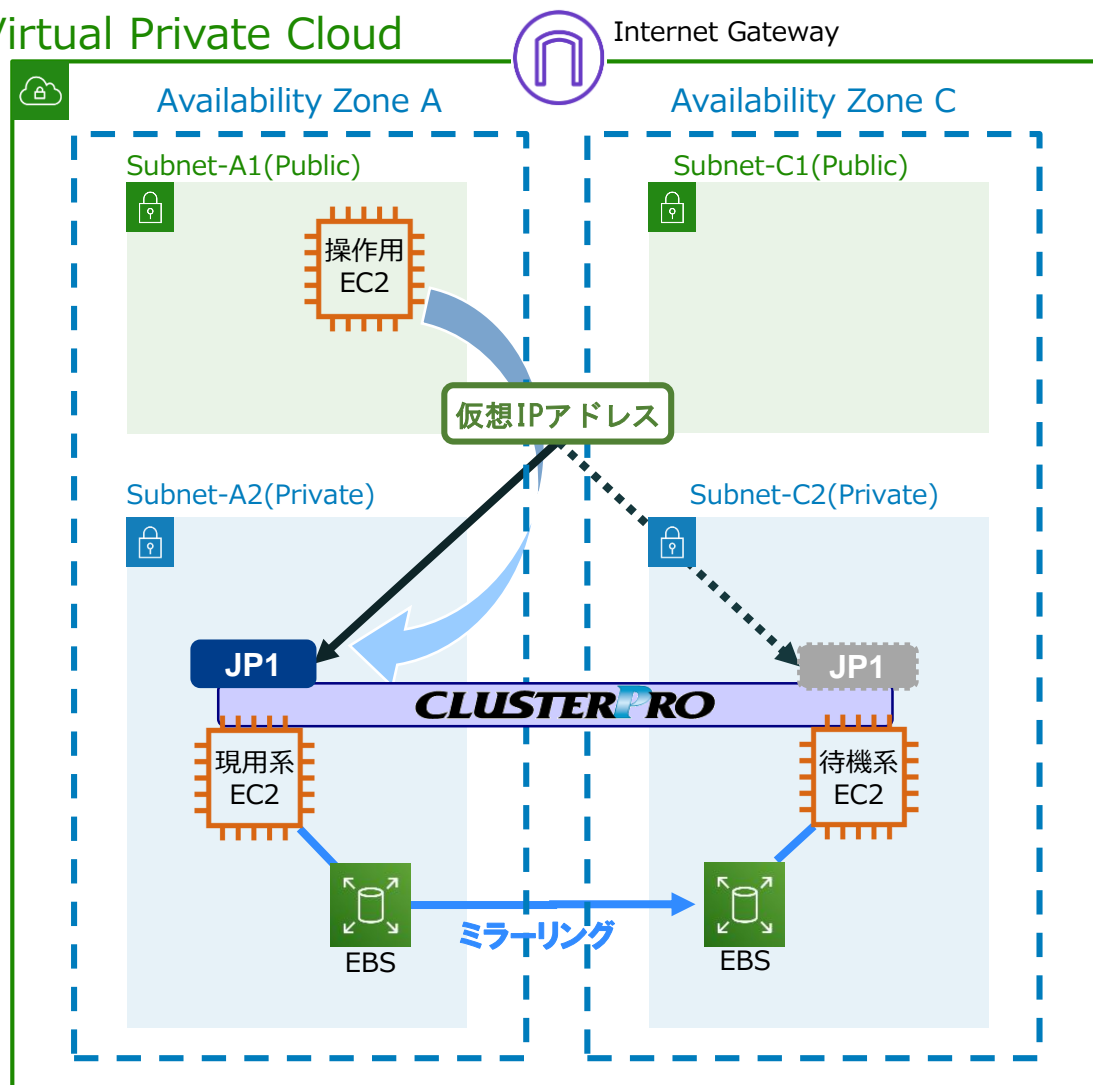 Virtual Private Cloud
Internet Gateway
Availability Zone A
Availability Zone C
Subnet-A1(Public)
Subnet-C1(Public)
操作用
EC2
仮想IPアドレス
Subnet-A2(Private)
Subnet-C2(Private)
JP1
JP1
CLUSTERPRO
現用系
EC2
待機系
EC2
ミラーリング
EBS
EBS